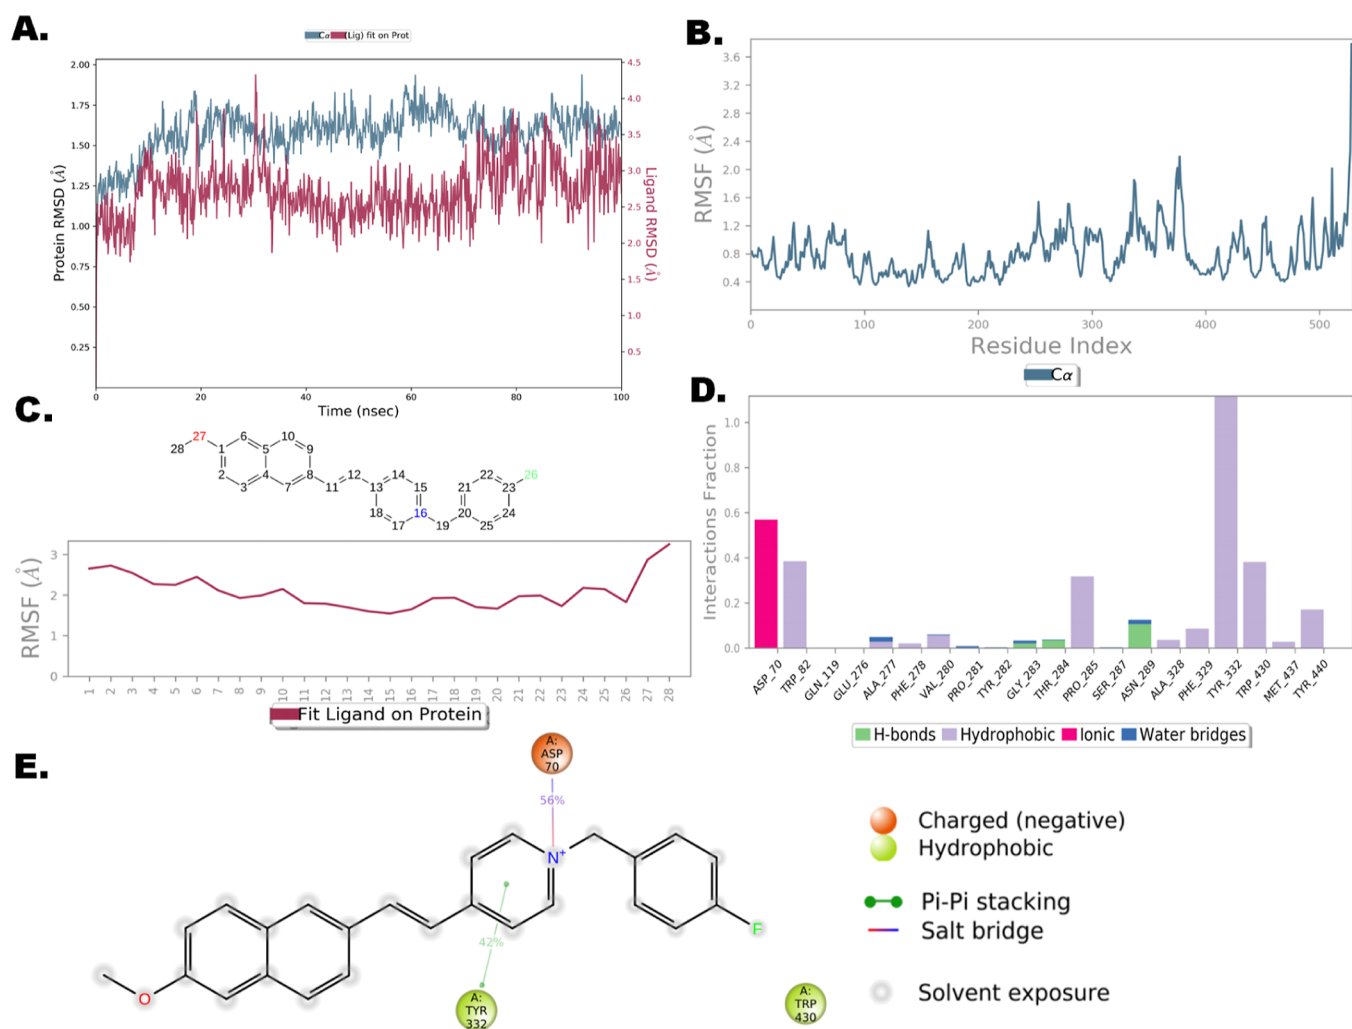 A.
Cα (Lig) fit on Prot
Protein RMSD (Å)
2.00
1.75
1.50
1.25
1.00
0.75
0.50
0.25
4.5
4.0
3.5
3.0
2.5
2.0
1.5
1.0
0.5
Ligand RMSD (Å)
0 20 40 60 80 100
Time (nsec)
B.
RMSF (Å)
3.6
3.2
2.8
2.4
2.0
1.6
1.2
0.8
0.4
0 100 200 300 400 500
Residue Index
Cα
C.
28 27 1 6 5 10 9
2 3 4 7 8 11 12 13 14 15
18 17 16 19 20 21 22 23 26
25 24
RMSF (Å)
3
2
1
0
1 2 3 4 5 6 7 8 9 10 11 12 13 14 15 16 17 18 19 20 21 22 23 24 25 26 27 28
Fit Ligand on Protein
D.
Interactions Fraction
1.0
0.8
0.6
0.4
0.2
0.0
ASP_70 TRP_82 GLN_119 GLU_276 ALA_277 PHE_278 VAL_280 PRO_281 TYR_282 GLY_283 THR_284 PRO_285 SER_287 ASN_289 ALA_328 PHE_329 TYR_332 TRP_430 MET_437 TYR_440
H-bonds Hydrophobic Ionic Water bridges
E.
A:
ASP
70
56%
N+
F
O
42%
A:
TYR
332
A:
TRP
430
Charged (negative)
Hydrophobic
Pi-Pi stacking
Salt bridge
Solvent exposure